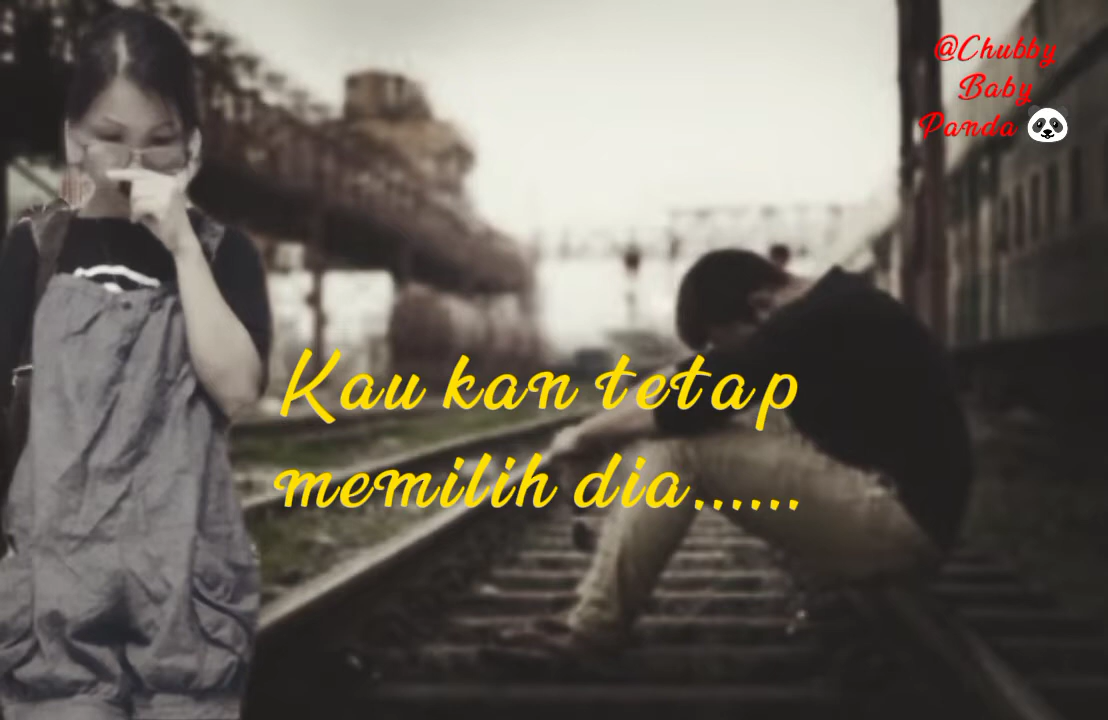 @Chubby
Baby
Panda 🐼
Kau kan tetap
memilih dia......